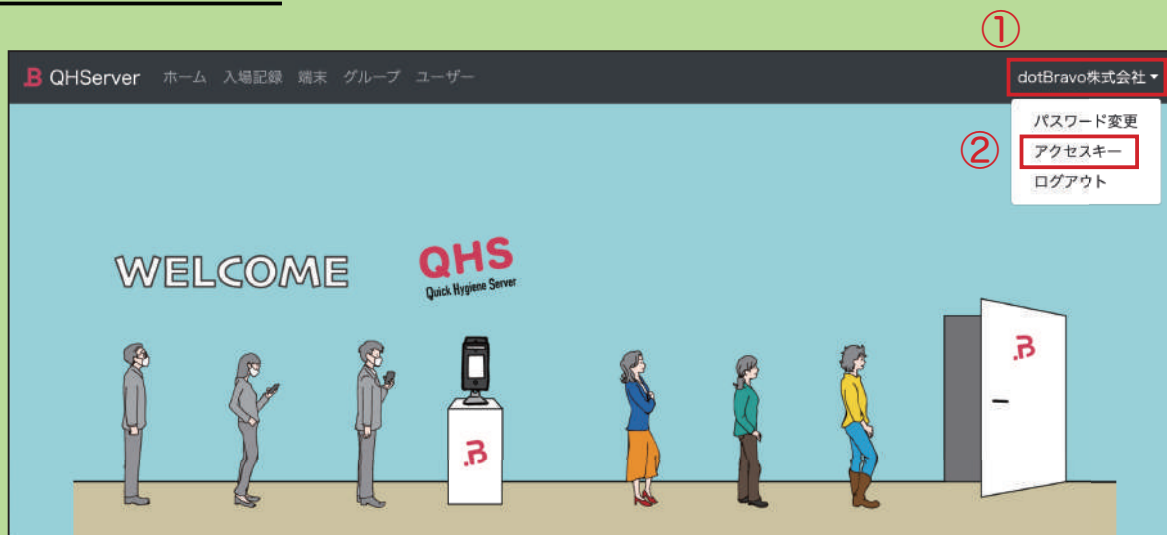 ①
.B QHServer ホーム 入場記録 端末 グループ ユーザー dotBravo株式会社
パスワード変更
② アクセスキー
ログアウト
WELCOME
QHS
Quick Hygiene Server
.B
.B